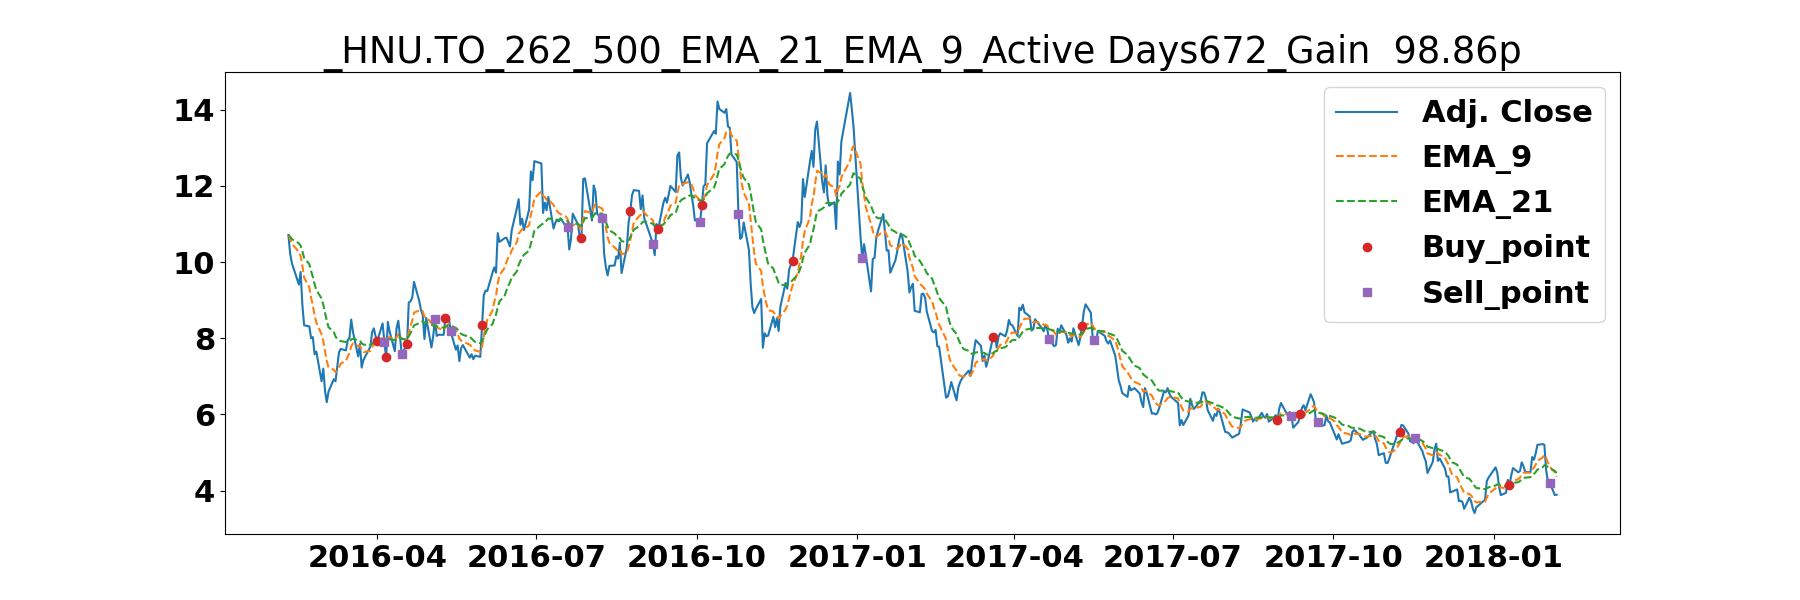 _HNU.TO_262_500_EMA_21_EMA_9_Active Days672_Gain  98.86p
14
12
10
8
6
4
Adj. Close
EMA_9
EMA_21
Buy_point
Sell_point
2016-04 2016-07 2016-10 2017-01 2017-04 2017-07 2017-10 2018-01